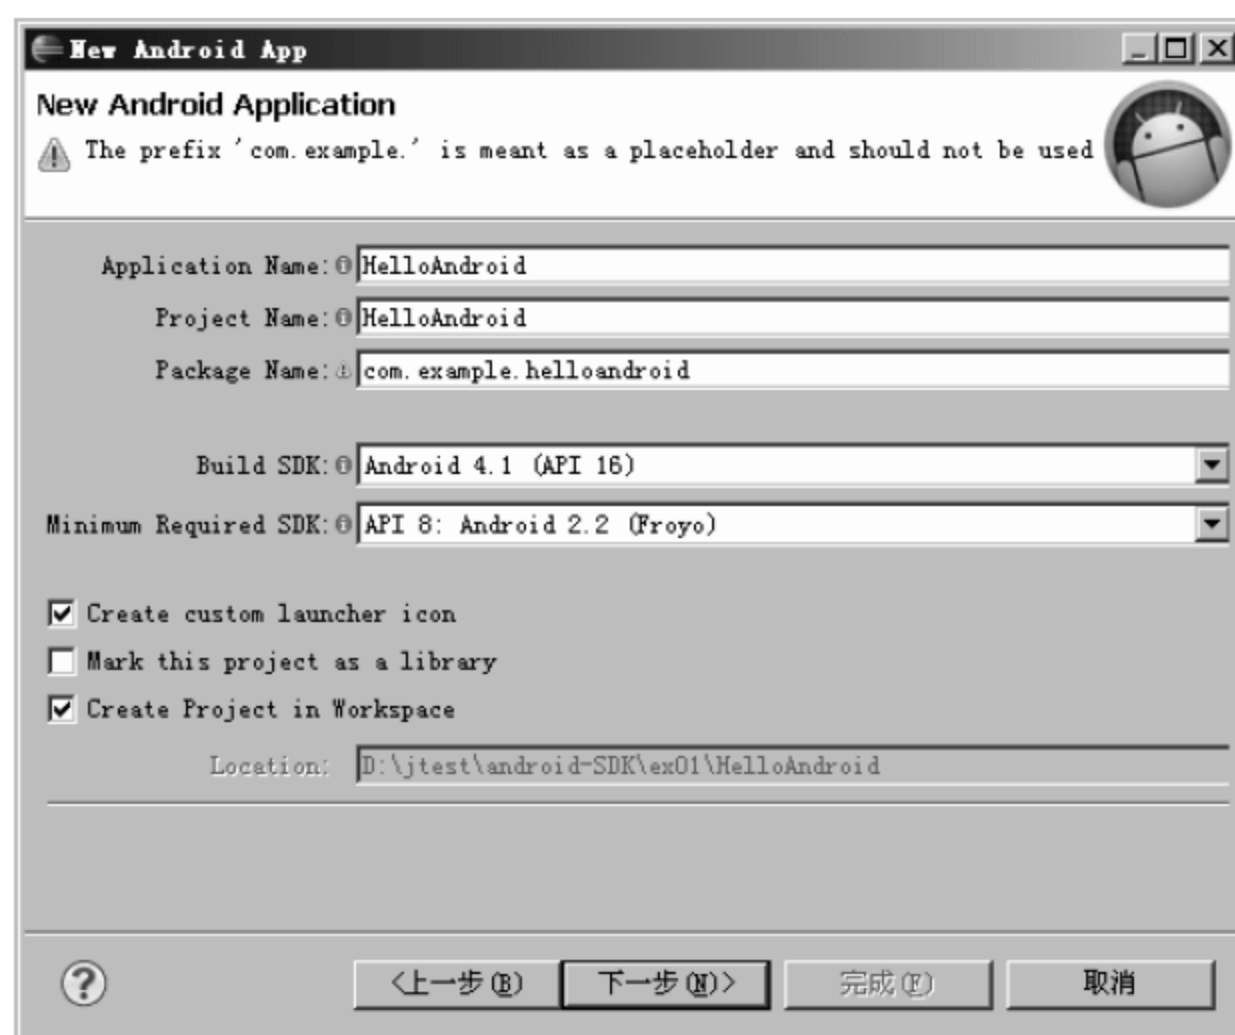 New Android App
New Android Application
The prefix 'com.example.' is meant as a placeholder and should not be used
Application Name: HelloAndroid
Project Name: HelloAndroid
Package Name: com.example.helloandroid
Build SDK: Android 4.1 (API 16)
Minimum Required SDK: API 8: Android 2.2 (Froyo)
Create custom launcher icon
Mark this project as a library
Create Project in Workspace
Location: D:\jtest\android-SDK\ex01\HelloAndroid
<上一步(B) 下一步(N)> 完成(F) 取消